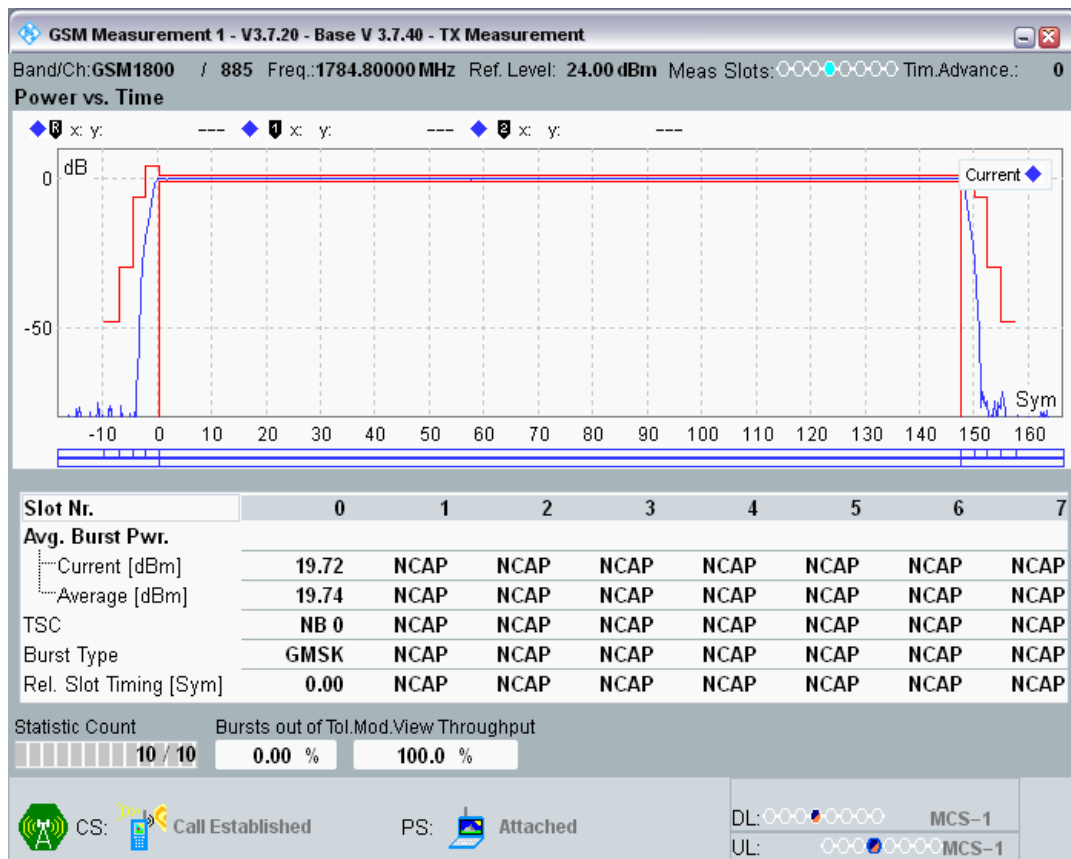 GSM Measurement 1 - V3.7.20 - Base V 3.7.40 - TX Measurement
Band/Ch:GSM1800 / 885 Freq.:1784.80000 MHz Ref. Level: 24.00 dBm Meas Slots: Tim.Advance.: 0
Power vs. Time
R x: y: --- 1 x: y: --- 2 x: y: ---
dB
Current
0
-50
Sym
-10 0 10 20 30 40 50 60 70 80 90 100 110 120 130 140 150 160
Slot Nr. 0 1 2 3 4 5 6 7
Avg. Burst Pwr.
Current [dBm] 19.72 NCAP NCAP NCAP NCAP NCAP NCAP NCAP
Average [dBm] 19.74 NCAP NCAP NCAP NCAP NCAP NCAP NCAP
TSC NB 0 NCAP NCAP NCAP NCAP NCAP NCAP NCAP
Burst Type GMSK NCAP NCAP NCAP NCAP NCAP NCAP NCAP
Rel. Slot Timing [Sym] 0.00 NCAP NCAP NCAP NCAP NCAP NCAP NCAP
Statistic Count Bursts out of Tol.Mod.View Throughput
10 / 10 0.00 % 100.0 %
CS: Call Established PS: Attached
DL: MCS-1
UL: MCS-1